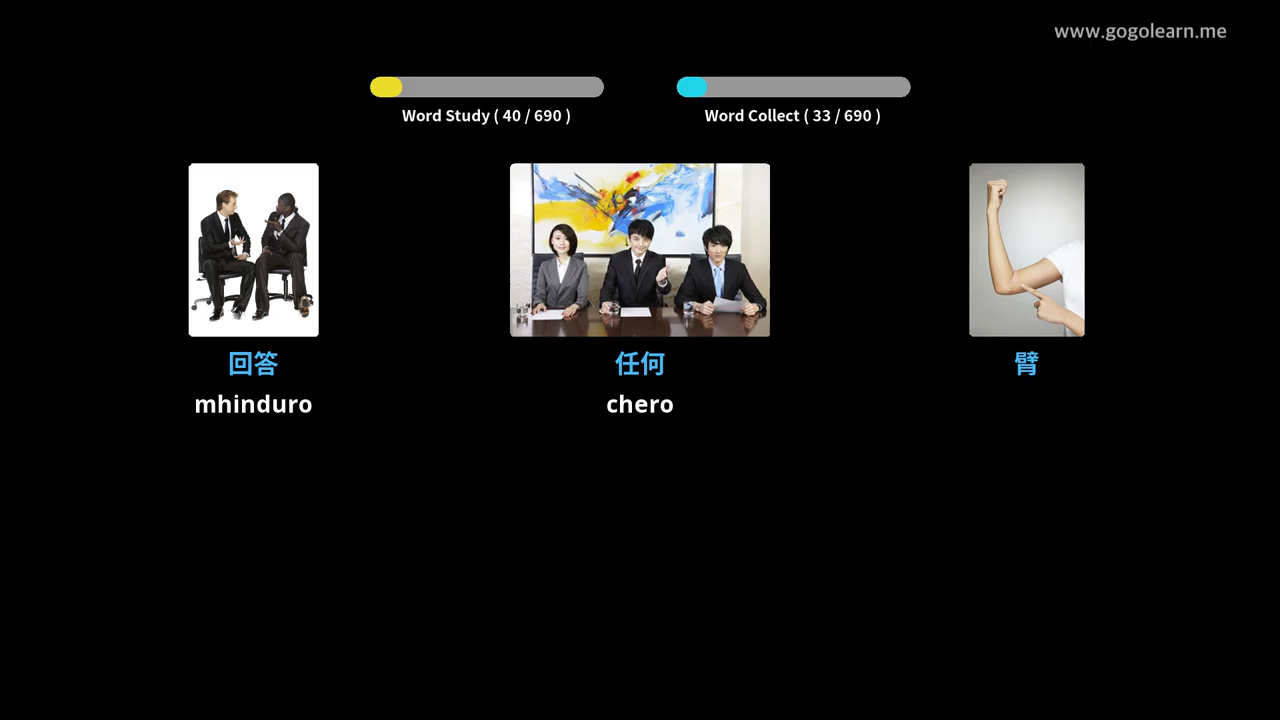 www.gogolearn.me
Word Study ( 40 / 690 )
Word Collect ( 33 / 690 )
回答
任何
臂
mhinduro
chero